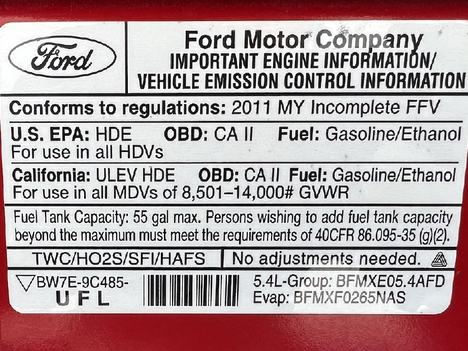 Ford
Ford Motor Company
IMPORTANT ENGINE INFORMATION/
VEHICLE EMISSION CONTROL INFORMATION
Conforms to regulations: 2011 MY Incomplete FFV
U.S. EPA: HDE OBD: CA II Fuel: Gasoline/Ethanol
For use in all HDVs
California: ULEV HDE OBD: CA II Fuel: Gasoline/Ethanol
For use in all MDVs of 8,501-14,000# GVWR
Fuel Tank Capacity: 55 gal max. Persons wishing to add fuel tank capacity
beyond the maximum must meet the requirements of 40CFR 86.095-35 (g)(2).
TWC/HO2S/SFI/HAFS No adjustments needed.
BW7E-9C485-
UFL
5.4L-Group: BFMXE05.4AFD
Evap: BFMXF0265NAS